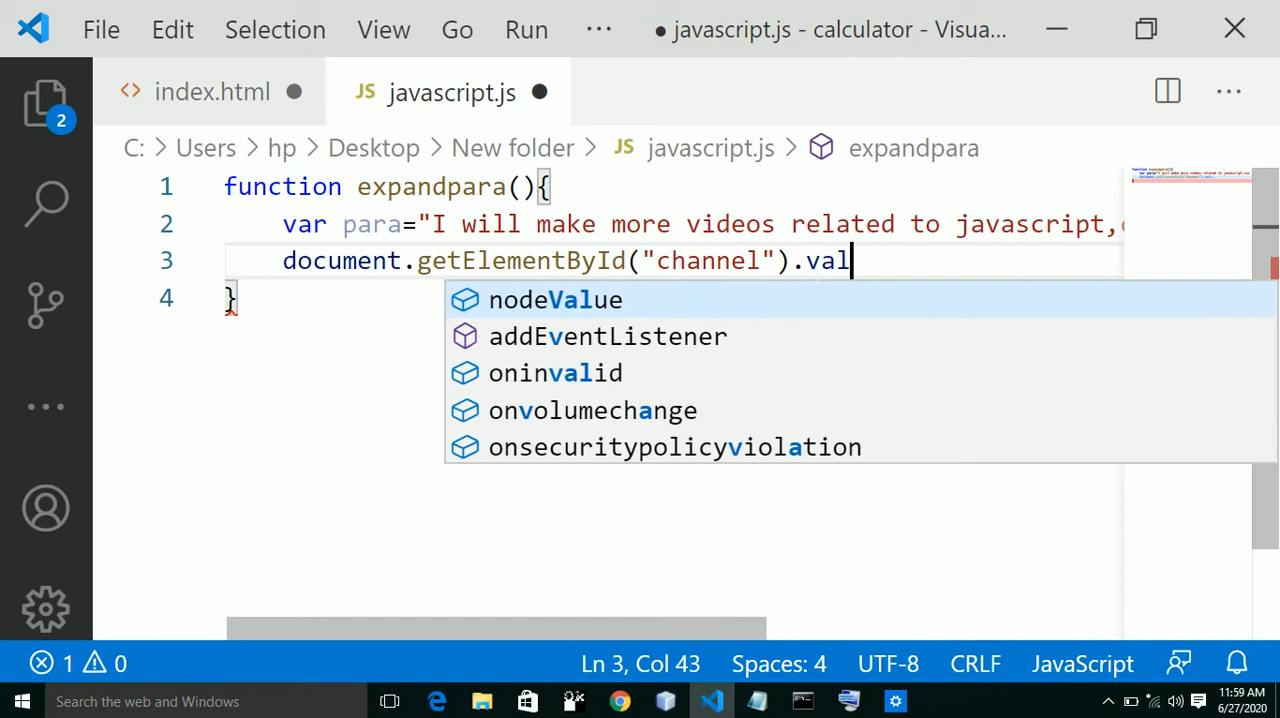 File Edit Selection View Go Run ··· ● javascript.js - calculator - Visua...
<> index.html ● JS javascript.js ● ···
C: > Users > hp > Desktop > New folder > JS javascript.js > expandpara
1 function expandpara(){
2 var para="I will make more videos related to javascript,
3 document.getElementById("channel").val
4 }
nodeValue
addEventListener
oninvalid
onvolumechange
onsecuritypolicyviolation
2
1 0 Ln 3, Col 43 Spaces: 4 UTF-8 CRLF JavaScript
Search the web and Windows
11:59 AM
6/27/2020